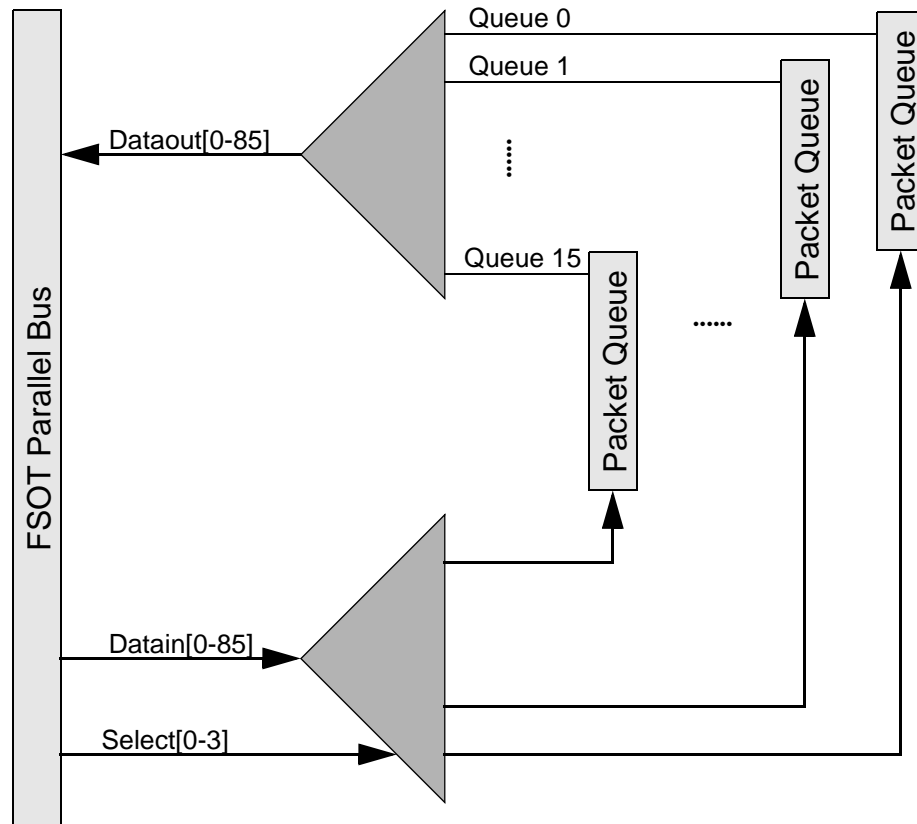 Queue 0
Queue 1
Dataout[0-85]
......
Queue 15
Packet Queue
Packet Queue
Packet Queue
......
FSOT Parallel Bus
Datain[0-85]
Select[0-3]